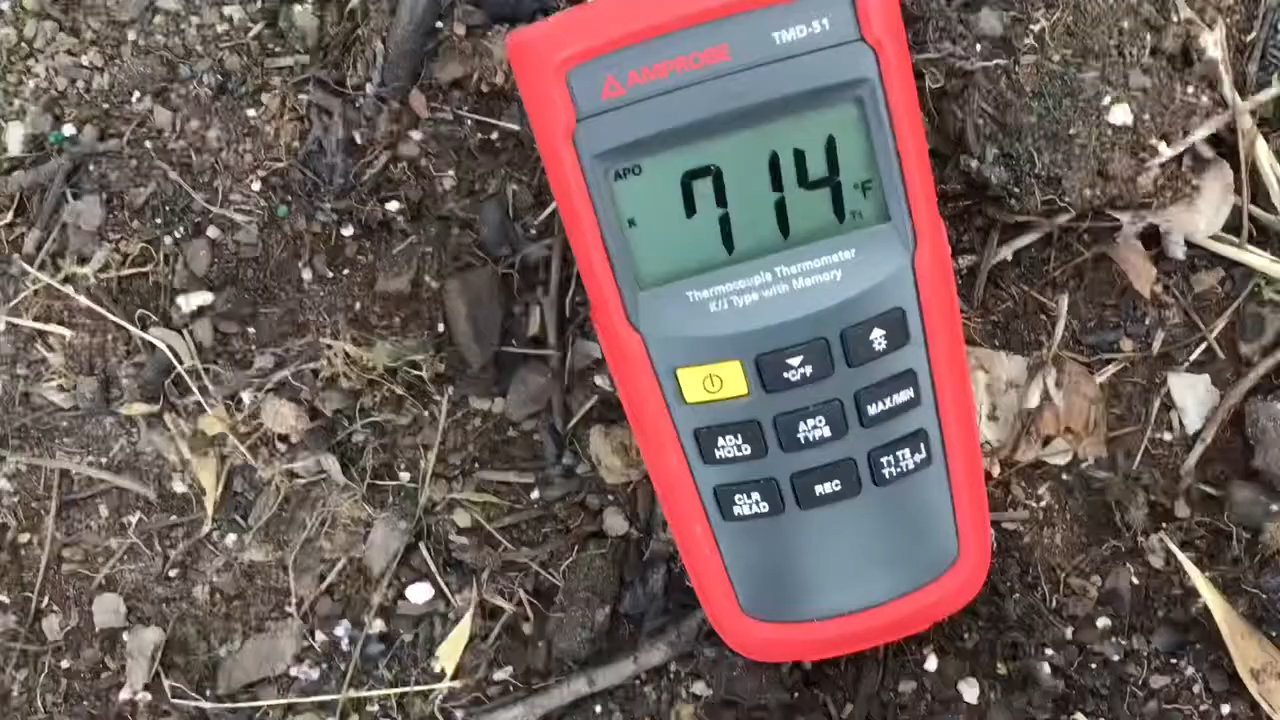 AMPROBE TMD-51
APO
K
714 °F
T1
Thermocouple Thermometer
K/J Type with Memory
°C/°F
ADJ HOLD
APO TYPE
MAX/MIN
CLR READ
REC
T1 T2
T1-T2